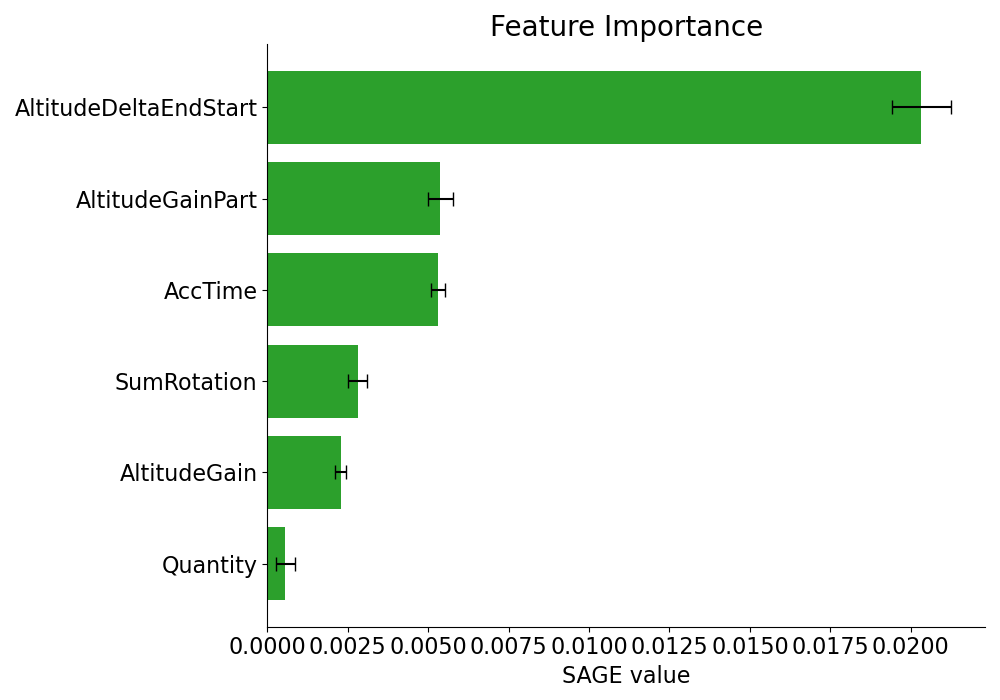 Feature Importance
AltitudeDeltaEndStart
AltitudeGainPart
AccTime
SumRotation
AltitudeGain
Quantity
0.0000 0.0025 0.0050 0.0075 0.0100 0.0125 0.0150 0.0175 0.0200
SAGE value